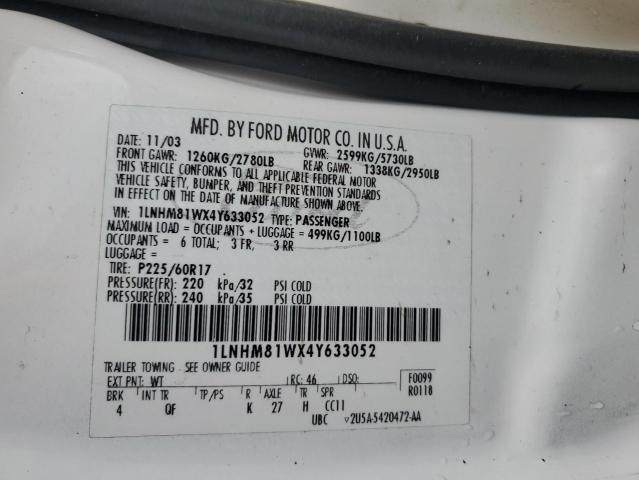 MFD. BY FORD MOTOR CO. IN U.S.A.
DATE: 11/03 GVWR: 2599KG/5730LB
FRONT GAWR: 1260KG/2780LB REAR GAWR: 1338KG/2950LB
THIS VEHICLE CONFORMS TO ALL APPLICABLE FEDERAL MOTOR
VEHICLE SAFETY, BUMPER, AND THEFT PREVENTION STANDARDS
IN EFFECT ON THE DATE OF MANUFACTURE SHOWN ABOVE.
VIN: 1LNHM81WX4Y633052 TYPE: PASSENGER
MAXIMUM LOAD = OCCUPANTS + LUGGAGE = 499KG/1100LB
OCCUPANTS = 6 TOTAL; 3 FR, 3 RR
LUGGAGE =
TIRE: P225/60R17
PRESSURE(FR): 220 kPa/32 PSI COLD
PRESSURE(RR): 240 kPa/35 PSI COLD
1LNHM81WX4Y633052
TRAILER TOWING - SEE OWNER GUIDE
EXT PNT: WT RC: 46 DSO: F0099
BRK INT TR TP/PS R AXLE TR SPR R0118
4 QF K 27 H CC11
UBC 2U5A-5420472-AA